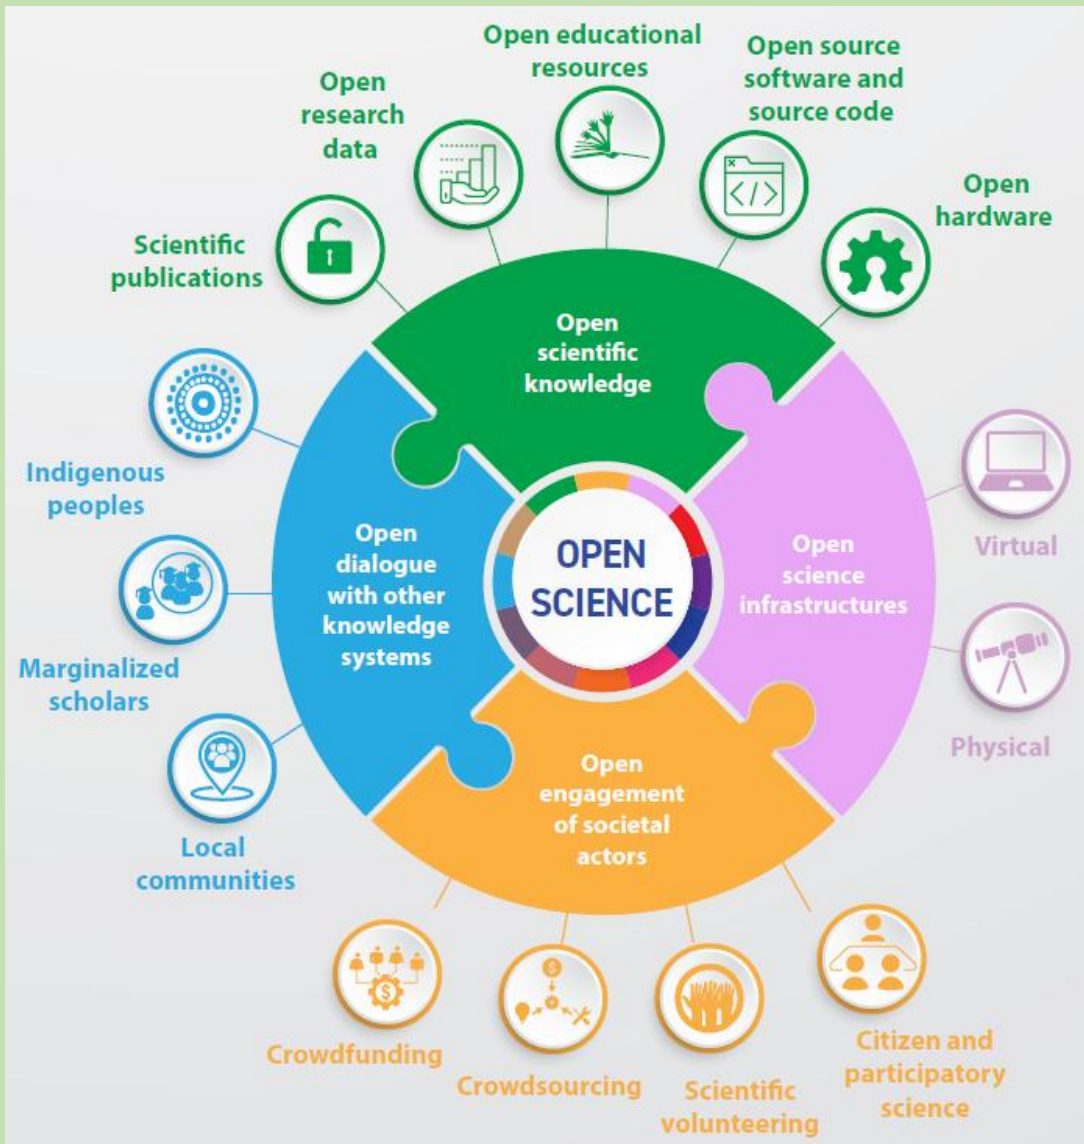 Open educational
resources
Open source
software and
source code
Open
research
data
Open
hardware
Scientific
publications
Open
scientific
knowledge
Indigenous
peoples
Marginalized
scholars
Local
communities
Open
dialogue
with other
knowledge
systems
OPEN
SCIENCE
Open
science
infrastructures
Virtual
Physical
Open
engagement
of societal
actors
Crowdfunding
Crowdsourcing
Scientific
volunteering
Citizen and
participatory
science